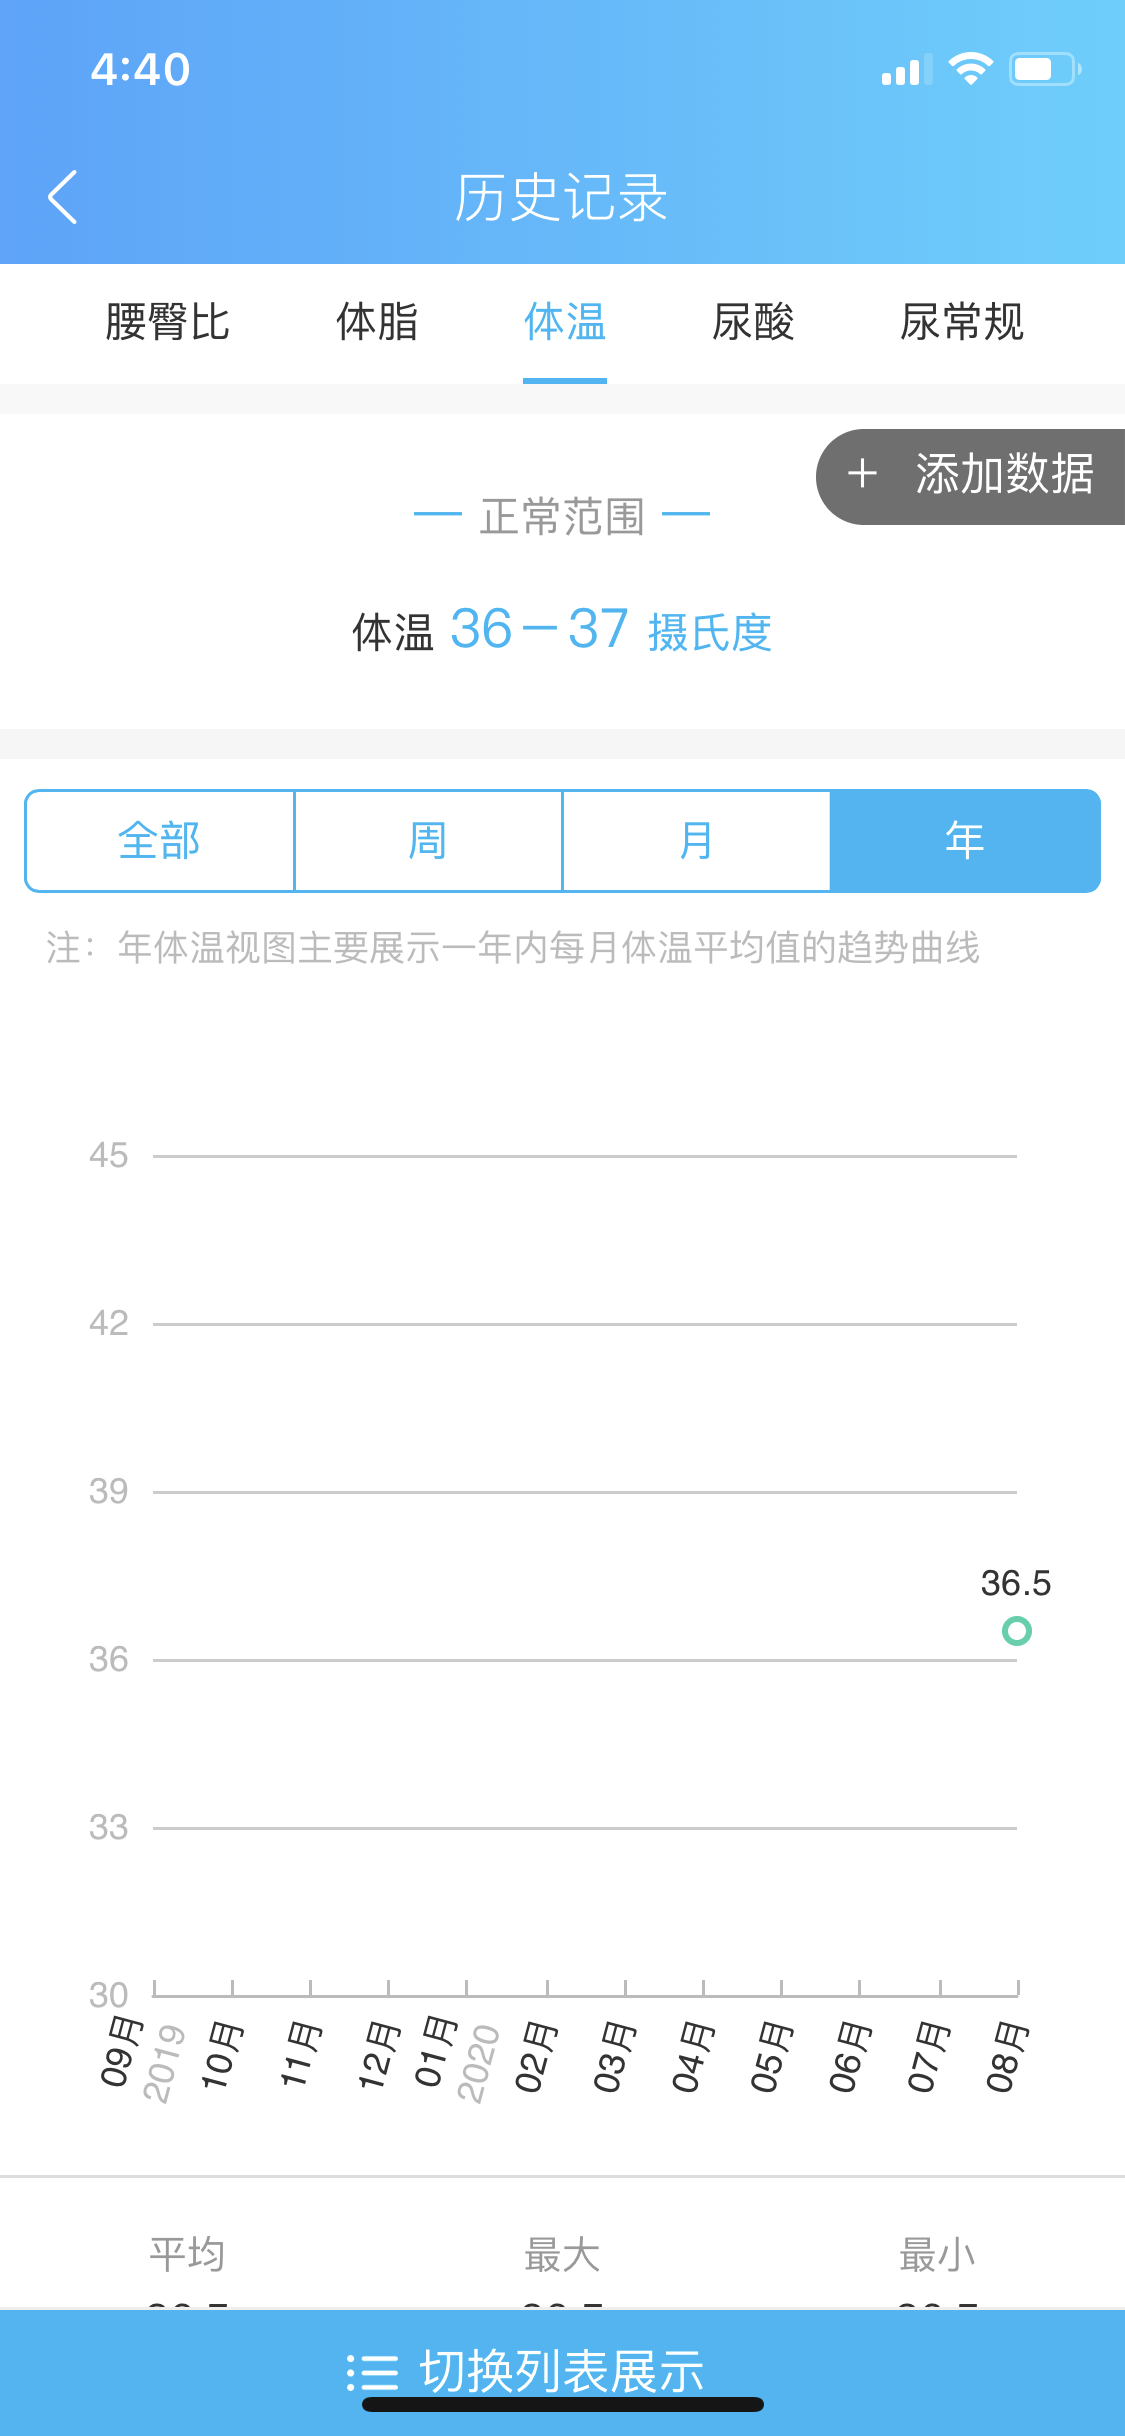 4:40
历史记录
腰臀比 体脂 体温 尿酸 尿常规
+ 添加数据
正常范围
体温 36－37 摄氏度
全部 周 月 年
注：年体温视图主要展示一年内每月体温平均值的趋势曲线
45
42
39
36.5
36
33
30
09月 10月 11月 12月 01月 02月 03月 04月 05月 06月 07月 08月
2019 2020
平均 最大 最小
切换列表展示